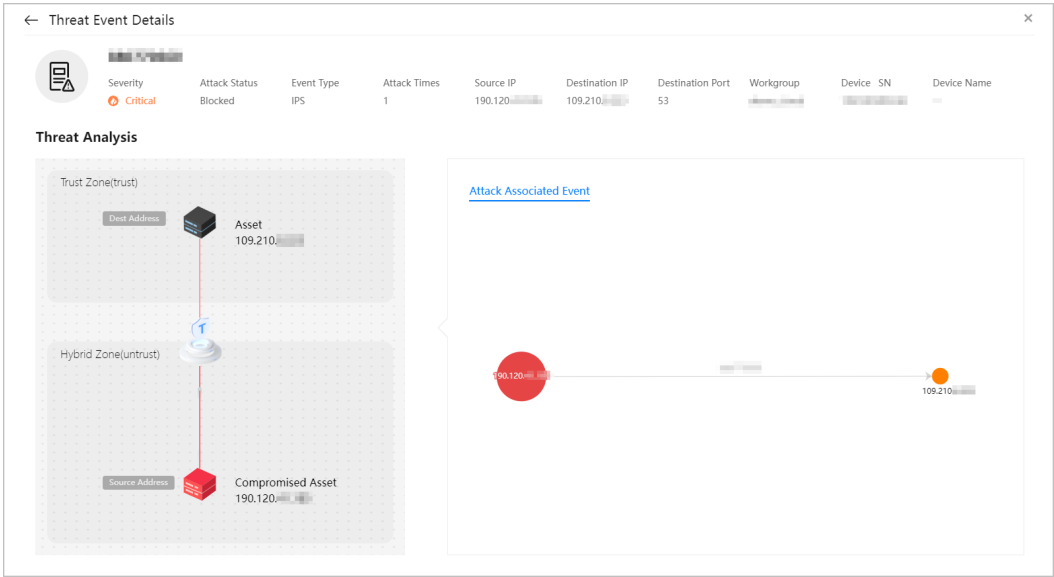 Threat Event Details
Severity Attack Status Event Type Attack Times Source IP Destination IP Destination Port Workgroup Device SN Device Name
Critical Blocked IPS 1 190.120. 109.210. 53
Threat Analysis
Trust Zone(trust)
Dest Address
Asset
109.210.
T
Hybrid Zone(untrust)
Source Address
Compromised Asset
190.120.
Attack Associated Event
190.120.
109.210